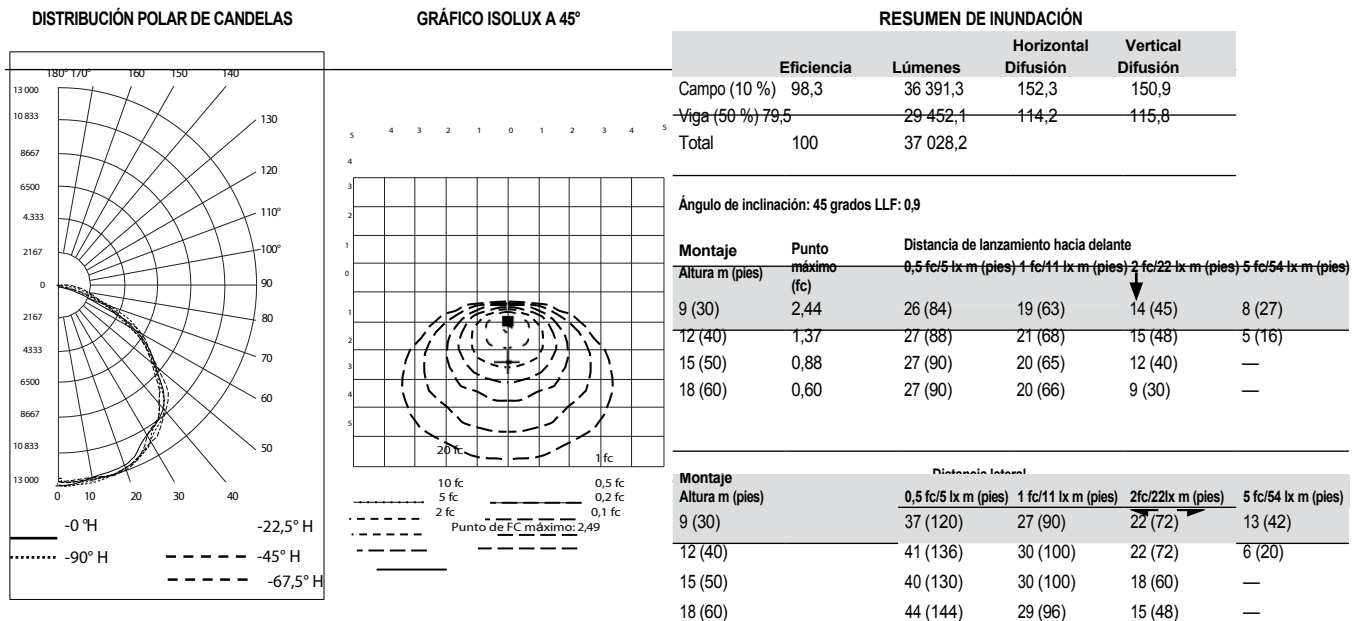 DISTRIBUCIÓN POLAR DE CANDELAS
180° 170° 160 150 140
13 000
10 833
8667
6500
4.333
2167
0
2167
4333
6500
8667
10 833
13 000
130
120
110°
100°
90
80
70
60
50
0 10 20 30 40
-0 °H -22,5° H
-90° H -45° H
-67,5° H
GRÁFICO ISOLUX A 45°
5 4 3 2 1 0 1 2 3 4 5
4
3
2
1
0
1
2
3
4
5
20 fc 1 fc
10 fc 0,5 fc
5 fc 0,2 fc
2 fc 0,1 fc
Punto de FC máximo: 2,49
RESUMEN DE INUNDACIÓN
Horizontal Vertical
Eficiencia Lúmenes Difusión Difusión
Campo (10 %) 98,3 36 391,3 152,3 150,9
Viga (50 %) 79,5 29 452,1 114,2 115,8
Total 100 37 028,2
Ángulo de inclinación: 45 grados LLF: 0,9
Montaje Punto Distancia de lanzamiento hacia delante
Altura m (pies) máximo 0,5 fc/5 lx m (pies) 1 fc/11 lx m (pies) 2 fc/22 lx m (pies) 5 fc/54 lx m (pies)
(fc)
9 (30) 2,44 26 (84) 19 (63) 14 (45) 8 (27)
12 (40) 1,37 27 (88) 21 (68) 15 (48) 5 (16)
15 (50) 0,88 27 (90) 20 (65) 12 (40) —
18 (60) 0,60 27 (90) 20 (66) 9 (30) —
Montaje Distancia lateral
Altura m (pies) 0,5 fc/5 lx m (pies) 1 fc/11 lx m (pies) 2fc/22lx m (pies) 5 fc/54 lx m (pies)
9 (30) 37 (120) 27 (90) 22 (72) 13 (42)
12 (40) 41 (136) 30 (100) 22 (72) 6 (20)
15 (50) 40 (130) 30 (100) 18 (60) —
18 (60) 44 (144) 29 (96) 15 (48) —